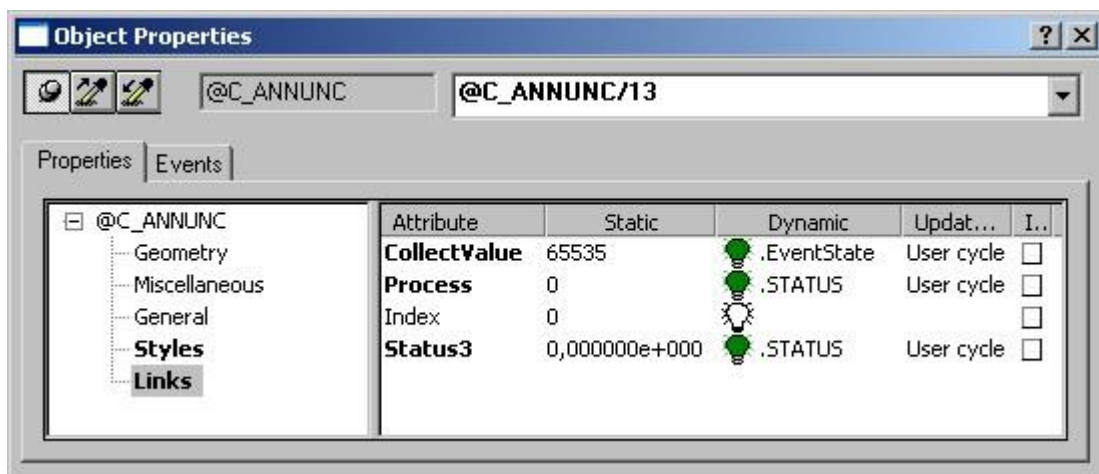 Object Properties
@C_ANNUNC @C_ANNUNC/13
Properties Events
@C_ANNUNC
Geometry
Miscellaneous
General
Styles
Links
Attribute Static Dynamic Updat... I..
CollectValue 65535 .EventState User cycle
Process 0 .STATUS User cycle
Index 0
Status3 0,000000e+000 .STATUS User cycle